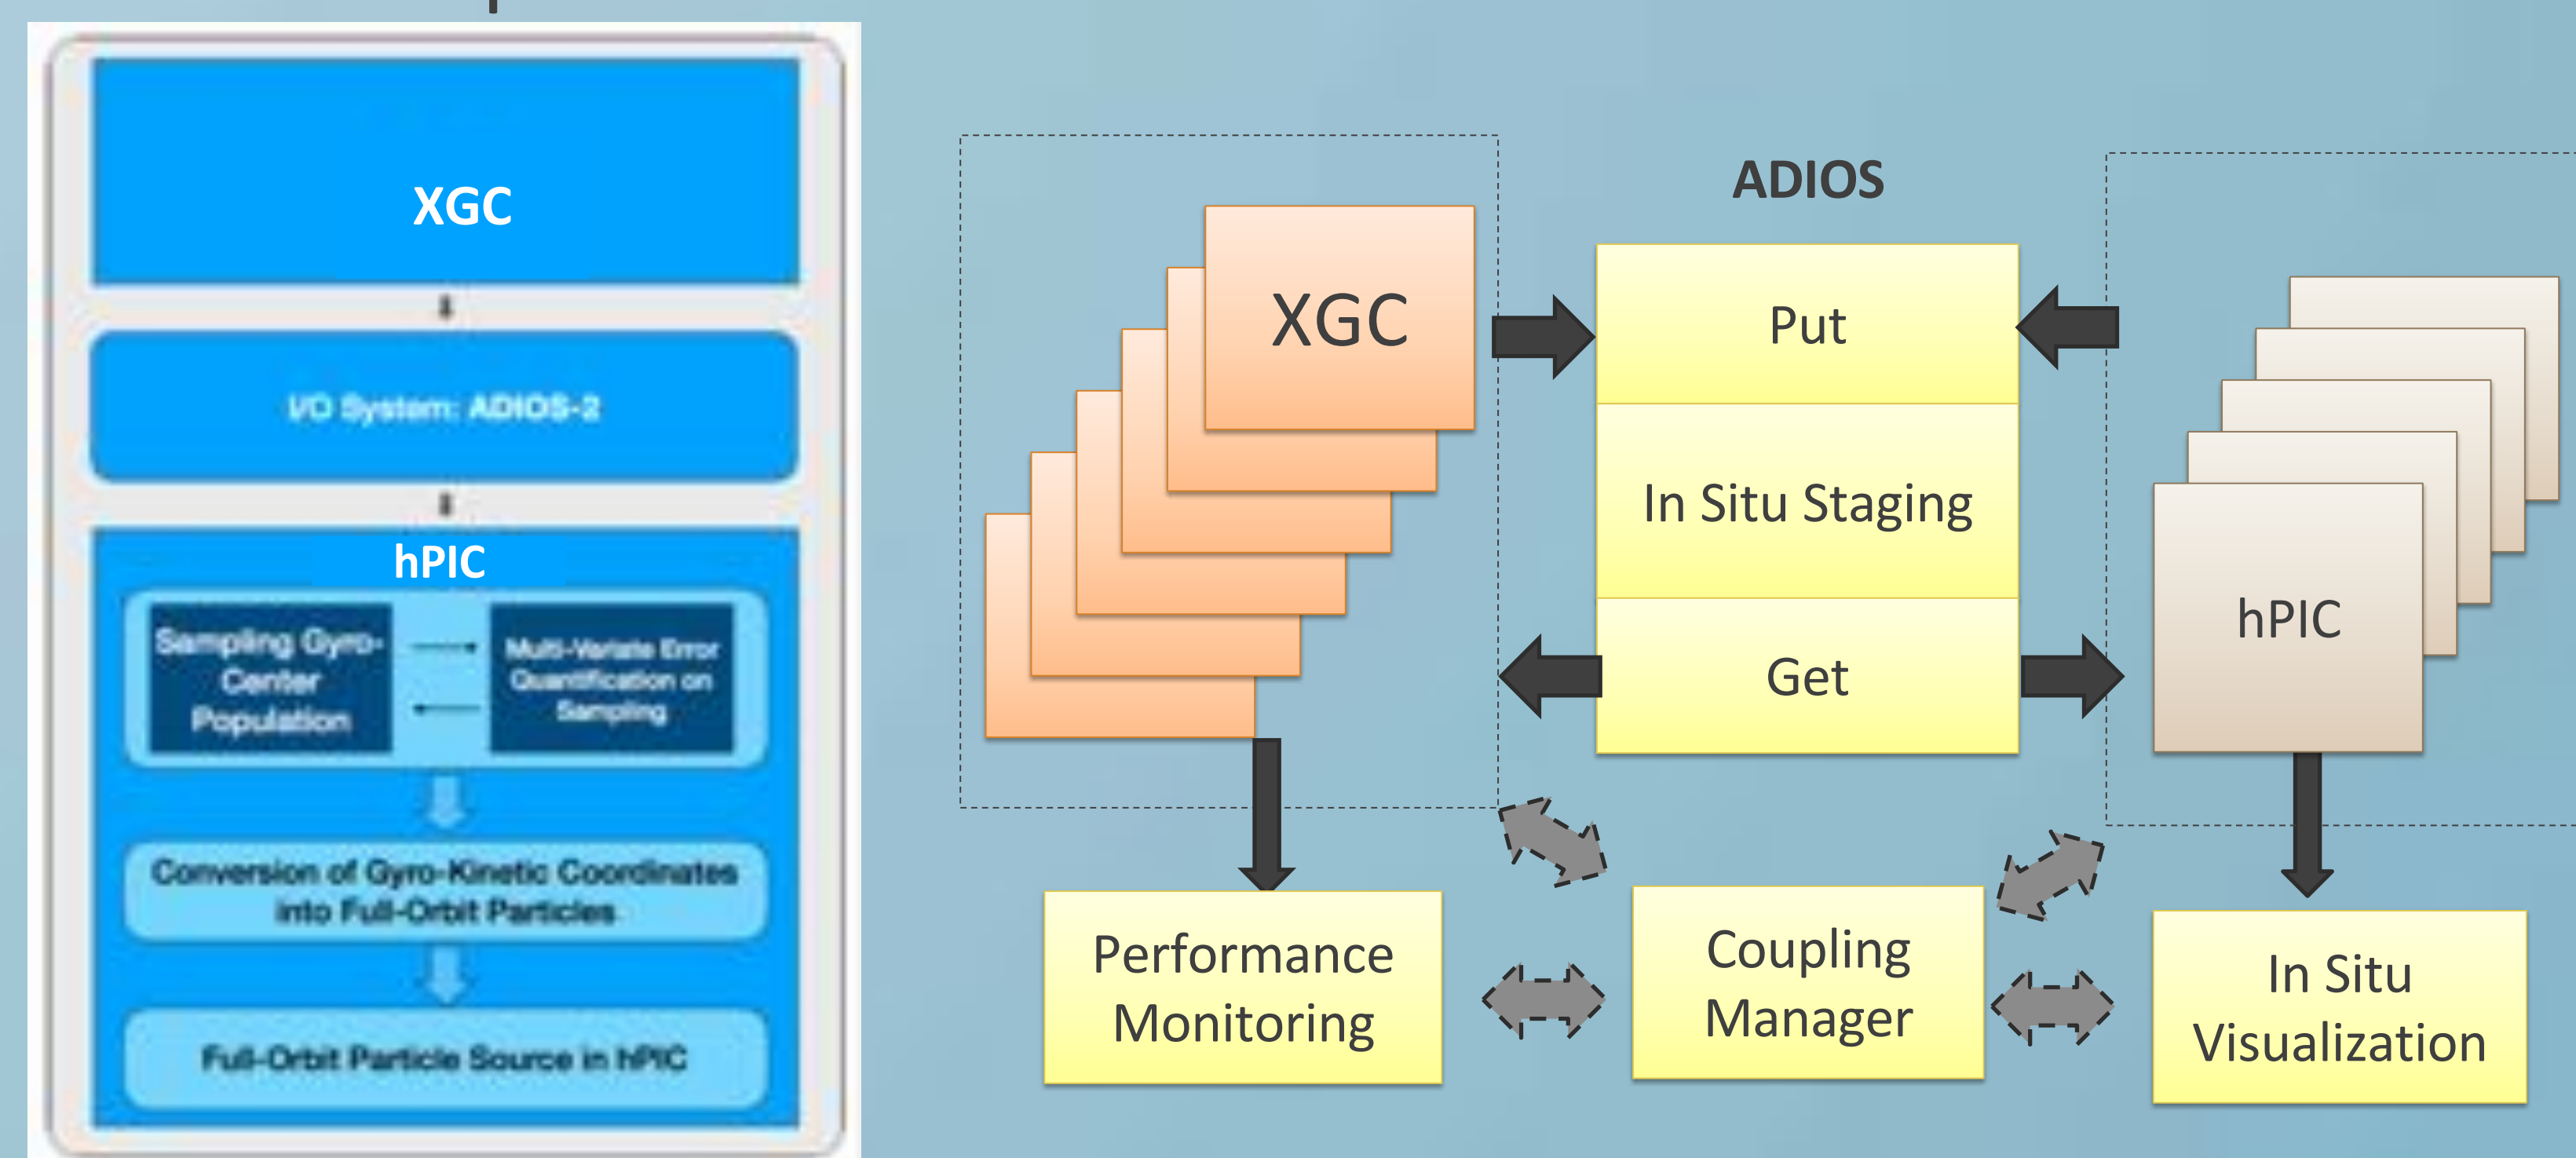 XGC
I/O System: ADIOS-2
hPIC
Sampling Gyro-
Center
Population
Multi-Variate Error
Quantification on
Sampling
Conversion of Gyro-Kinetic Coordinates
into Full-Orbit Particles
Full-Orbit Particle Source in hPIC
ADIOS
XGC
Put
In Situ Staging
Get
hPIC
Performance
Monitoring
Coupling
Manager
In Situ
Visualization